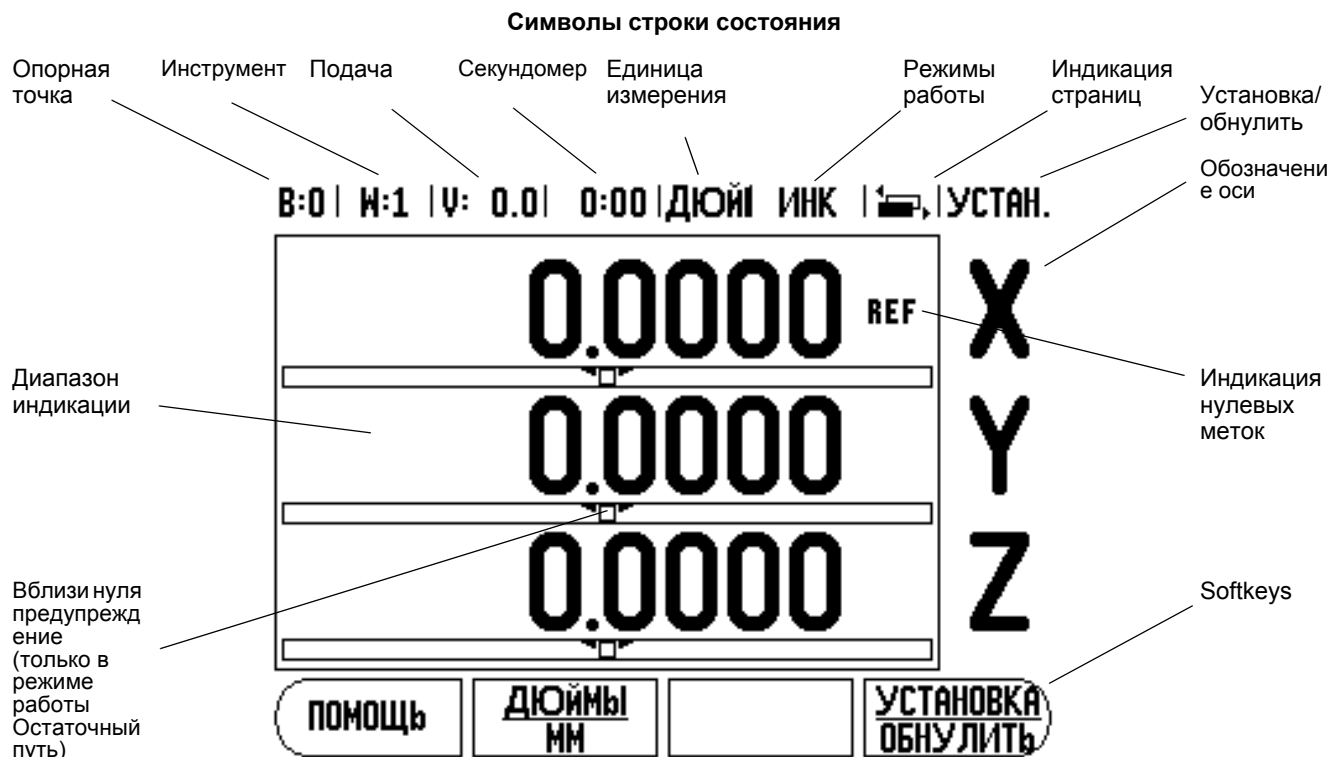 Символы строки состояния
Опорная
точка
Инструмент
Подача
Секундомер
Единица
измерения
Режимы
работы
Индикация
страниц
Установка/
обнулить
Обозначени
е оси
B:0 | W:1 | V: 0.0 | 0:00 | ДЮйМ ИНК | | УСТАН.
0.0000 REF X
Диапазон
индикации
0.0000 Y
Индикация
нулевых
меток
0.0000 Z
Вблизи нуля
предупрежд
ение
(только в
режиме
работы
Остаточный
путь)
Softkeys
ПОМОЩЬ
ДЮйМЫ
ММ
УСТАНОВКА
ОБНУЛИТЬ